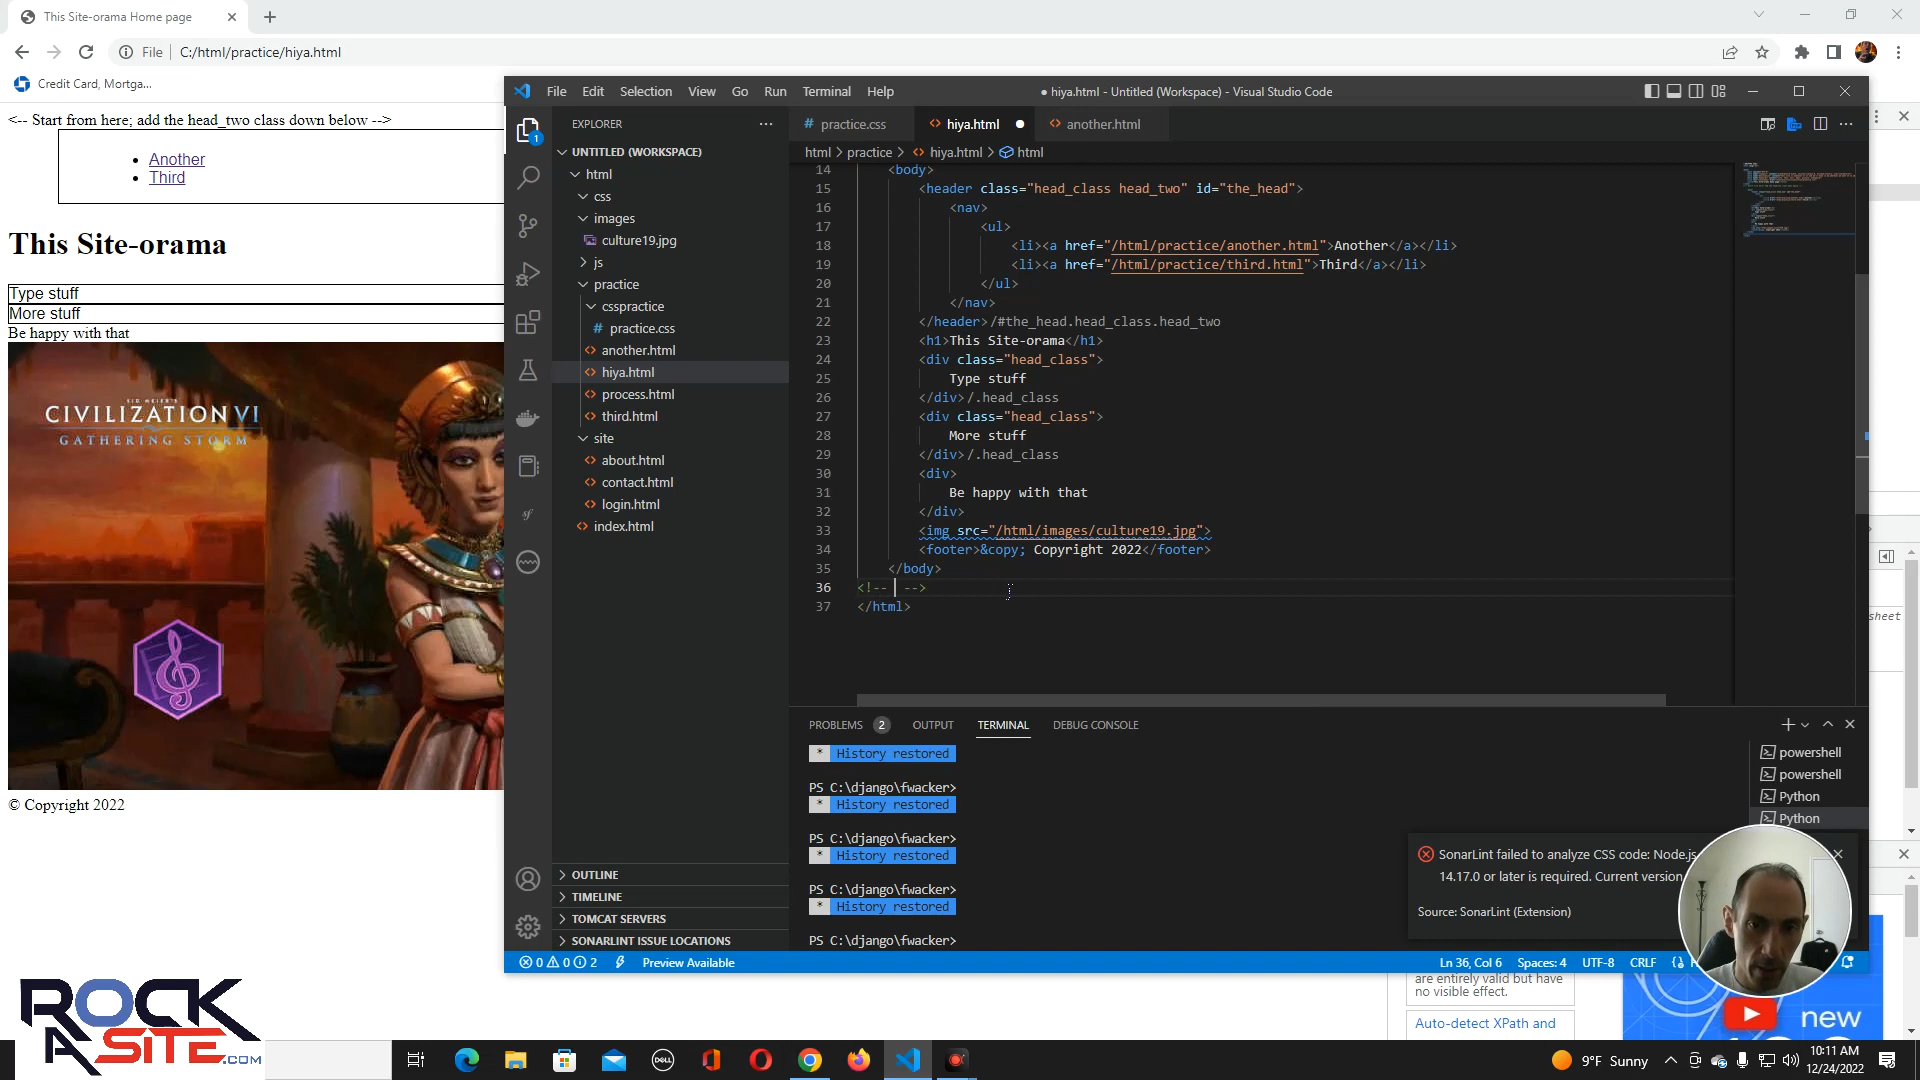 This Site-orama Home page
File
C:/html/practice/hiya.html
Credit Card, Mortga...
<-- Start from here; add the head_two class down below -->
Another
Third
This Site-orama
Type stuff
More stuff
Be happy with that
SID MEIER'S
CIVILIZATION VI
GATHERING STORM
© Copyright 2022
ROCK
A SITE.COM
File Edit Selection View Go Run Terminal Help
● hiya.html - Untitled (Workspace) - Visual Studio Code
EXPLORER
UNTITLED (WORKSPACE)
html
css
images
culture19.jpg
js
practice
csspractice
# practice.css
another.html
hiya.html
process.html
third.html
site
about.html
contact.html
login.html
index.html
OUTLINE
TIMELINE
TOMCAT SERVERS
SONARLINT ISSUE LOCATIONS
# practice.css
hiya.html
another.html
html > practice > hiya.html > html
14 <body>
15 <header class="head_class head_two" id="the_head">
16 <nav>
17 <ul>
18 <li><a href="/html/practice/another.html">Another</a></li>
19 <li><a href="/html/practice/third.html">Third</a></li>
20 </ul>
21 </nav>
22 </header>/#the_head.head_class.head_two
23 <h1>This Site-orama</h1>
24 <div class="head_class">
25 Type stuff
26 </div>/.head_class
27 <div class="head_class">
28 More stuff
29 </div>/.head_class
30 <div>
31 Be happy with that
32 </div>
33 <img src="/html/images/culture19.jpg">
34 <footer>&copy; Copyright 2022</footer>
35 </body>
36 <!-- -->
37 </html>
PROBLEMS 2 OUTPUT TERMINAL DEBUG CONSOLE
* History restored
PS C:\django\fwacker>
* History restored
PS C:\django\fwacker>
* History restored
PS C:\django\fwacker>
* History restored
PS C:\django\fwacker>
powershell
powershell
Python
Python
SonarLint failed to analyze CSS code: Node.js
14.17.0 or later is required. Current version
Source: SonarLint (Extension)
0 0 2 Preview Available
Ln 36, Col 6 Spaces: 4 UTF-8 CRLF
are entirely valid but have
no visible effect.
Auto-detect XPath and
new
9°F Sunny
10:11 AM
12/24/2022